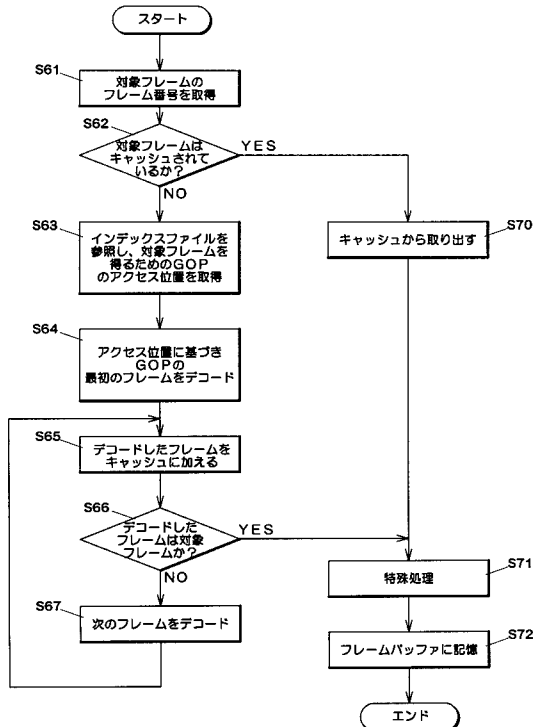 スタート
S61
対象フレームの
フレーム番号を取得
S62
対象フレームは
キャッシュされて
いるか?
YES
NO
S63
インデックスファイルを
参照し、対象フレームを
得るためのGOP
のアクセス位置を取得
S70
キャッシュから取り出す
S64
アクセス位置に基づき
GOPの
最初のフレームをデコード
S65
デコードしたフレームを
キャッシュに加える
S66
デコードした
フレームは対象
フレームか?
YES
NO
S67
次のフレームをデコード
S71
特殊処理
S72
フレームバッファに記憶
エンド